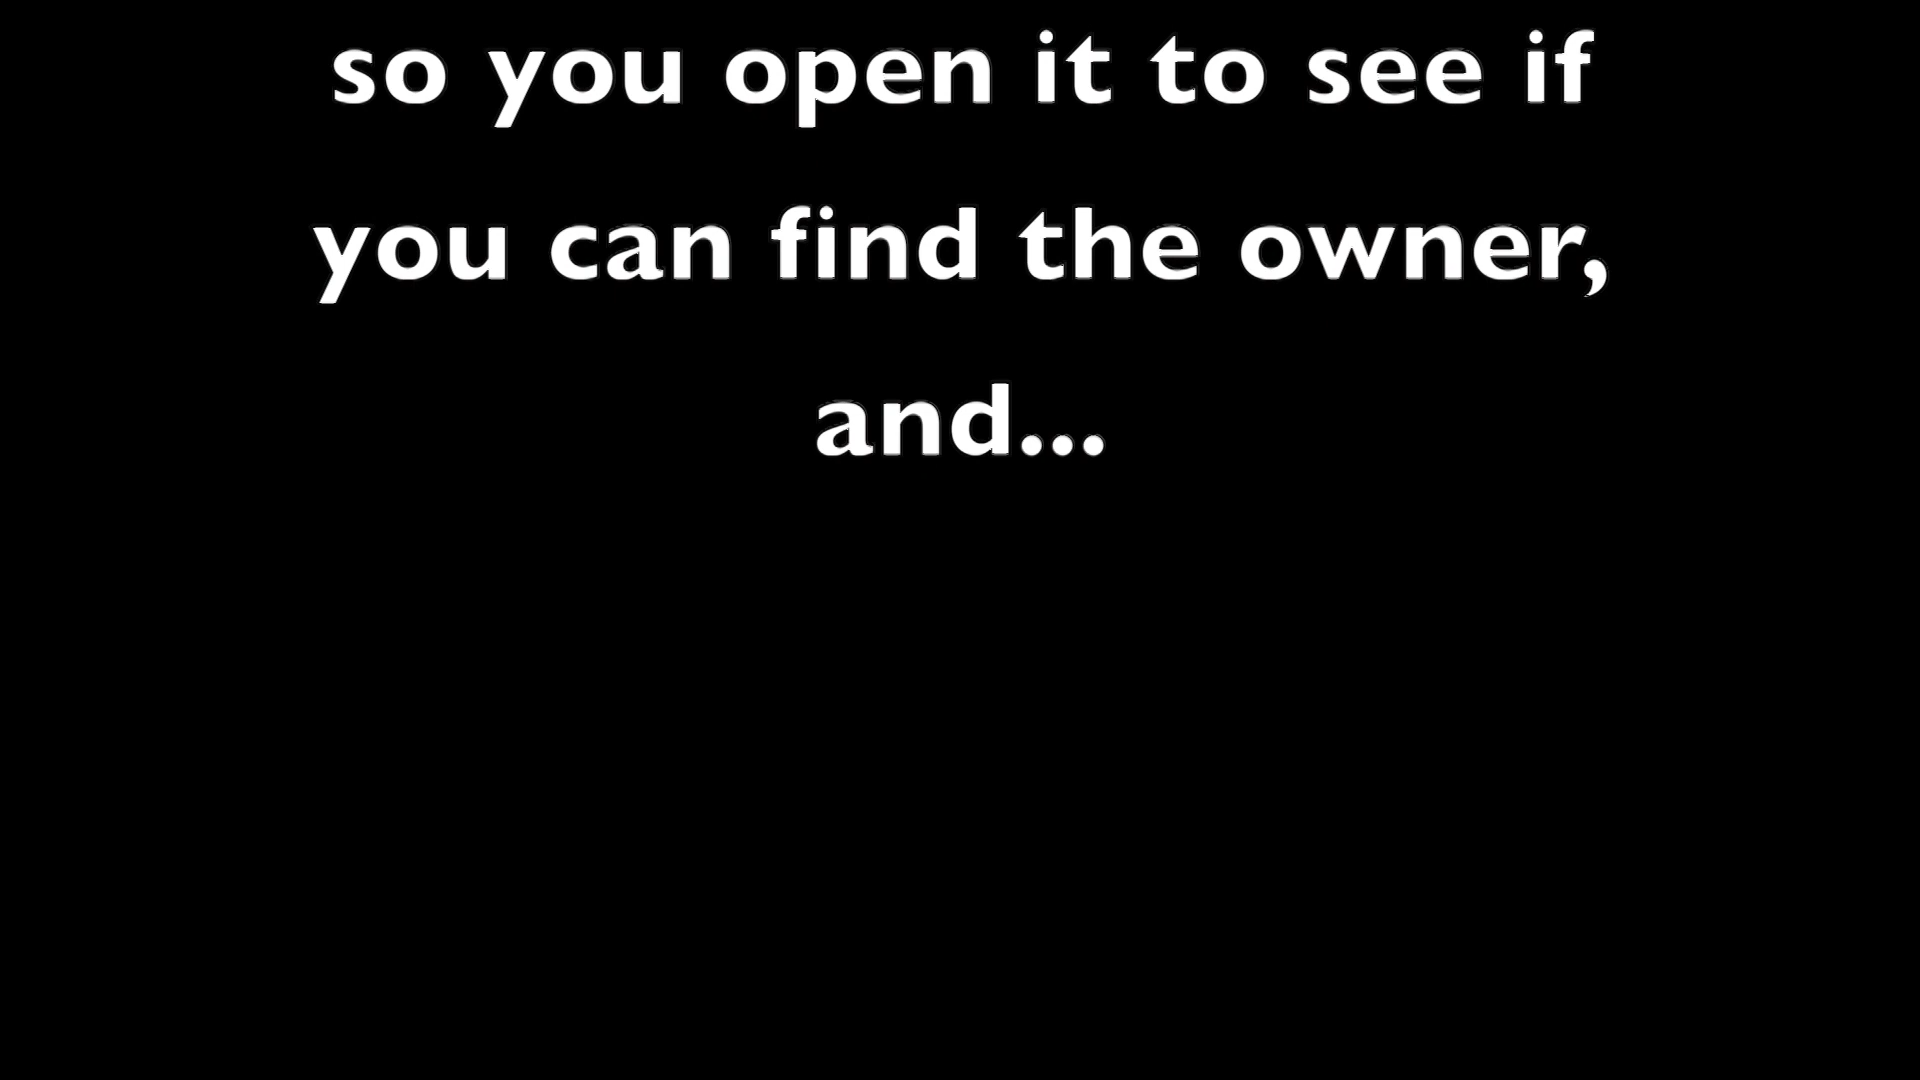 so you open it to see if
you can find the owner,
and...